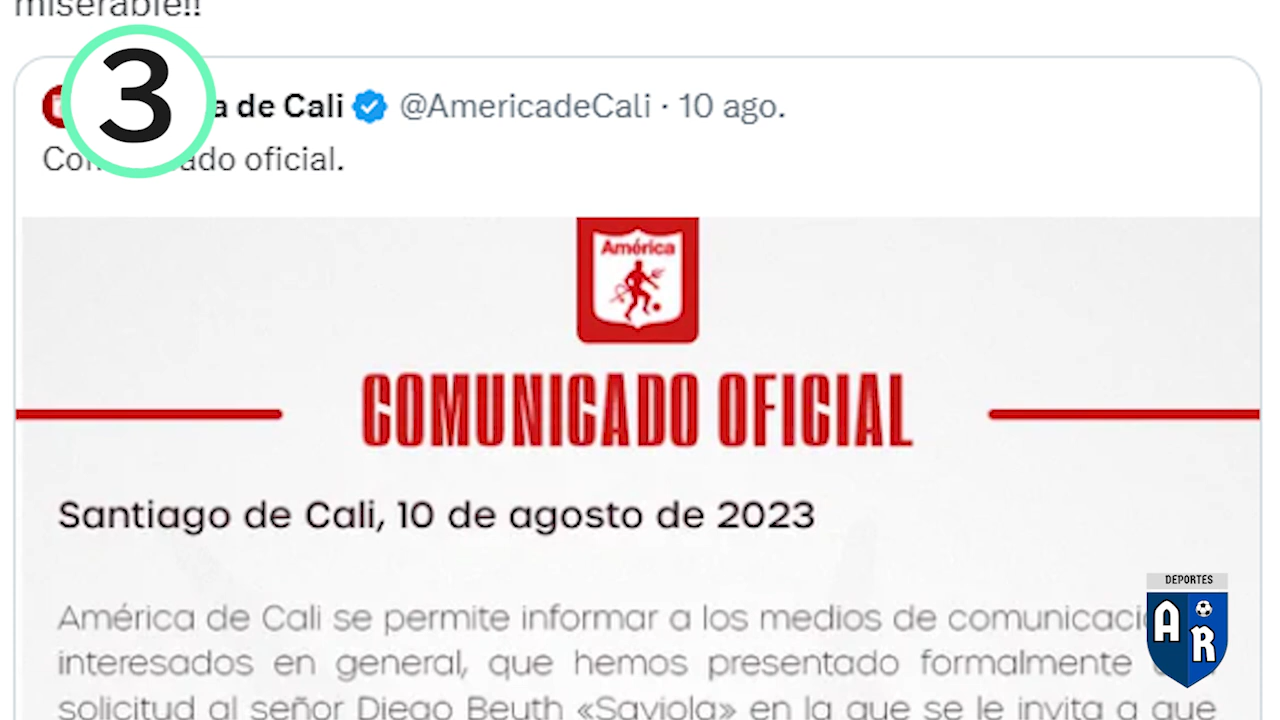 miserable!!
3
a de Cali @AmericadeCali · 10 ago.
Com ado oficial.
América
COMUNICADO OFICIAL
Santiago de Cali, 10 de agosto de 2023
América de Cali se permite informar a los medios de
interesados en general, que hemos presentado formalmente
solicitud al señor Diego Beuth «Saviola» en la que se le invita a que
DEPORTES
A R